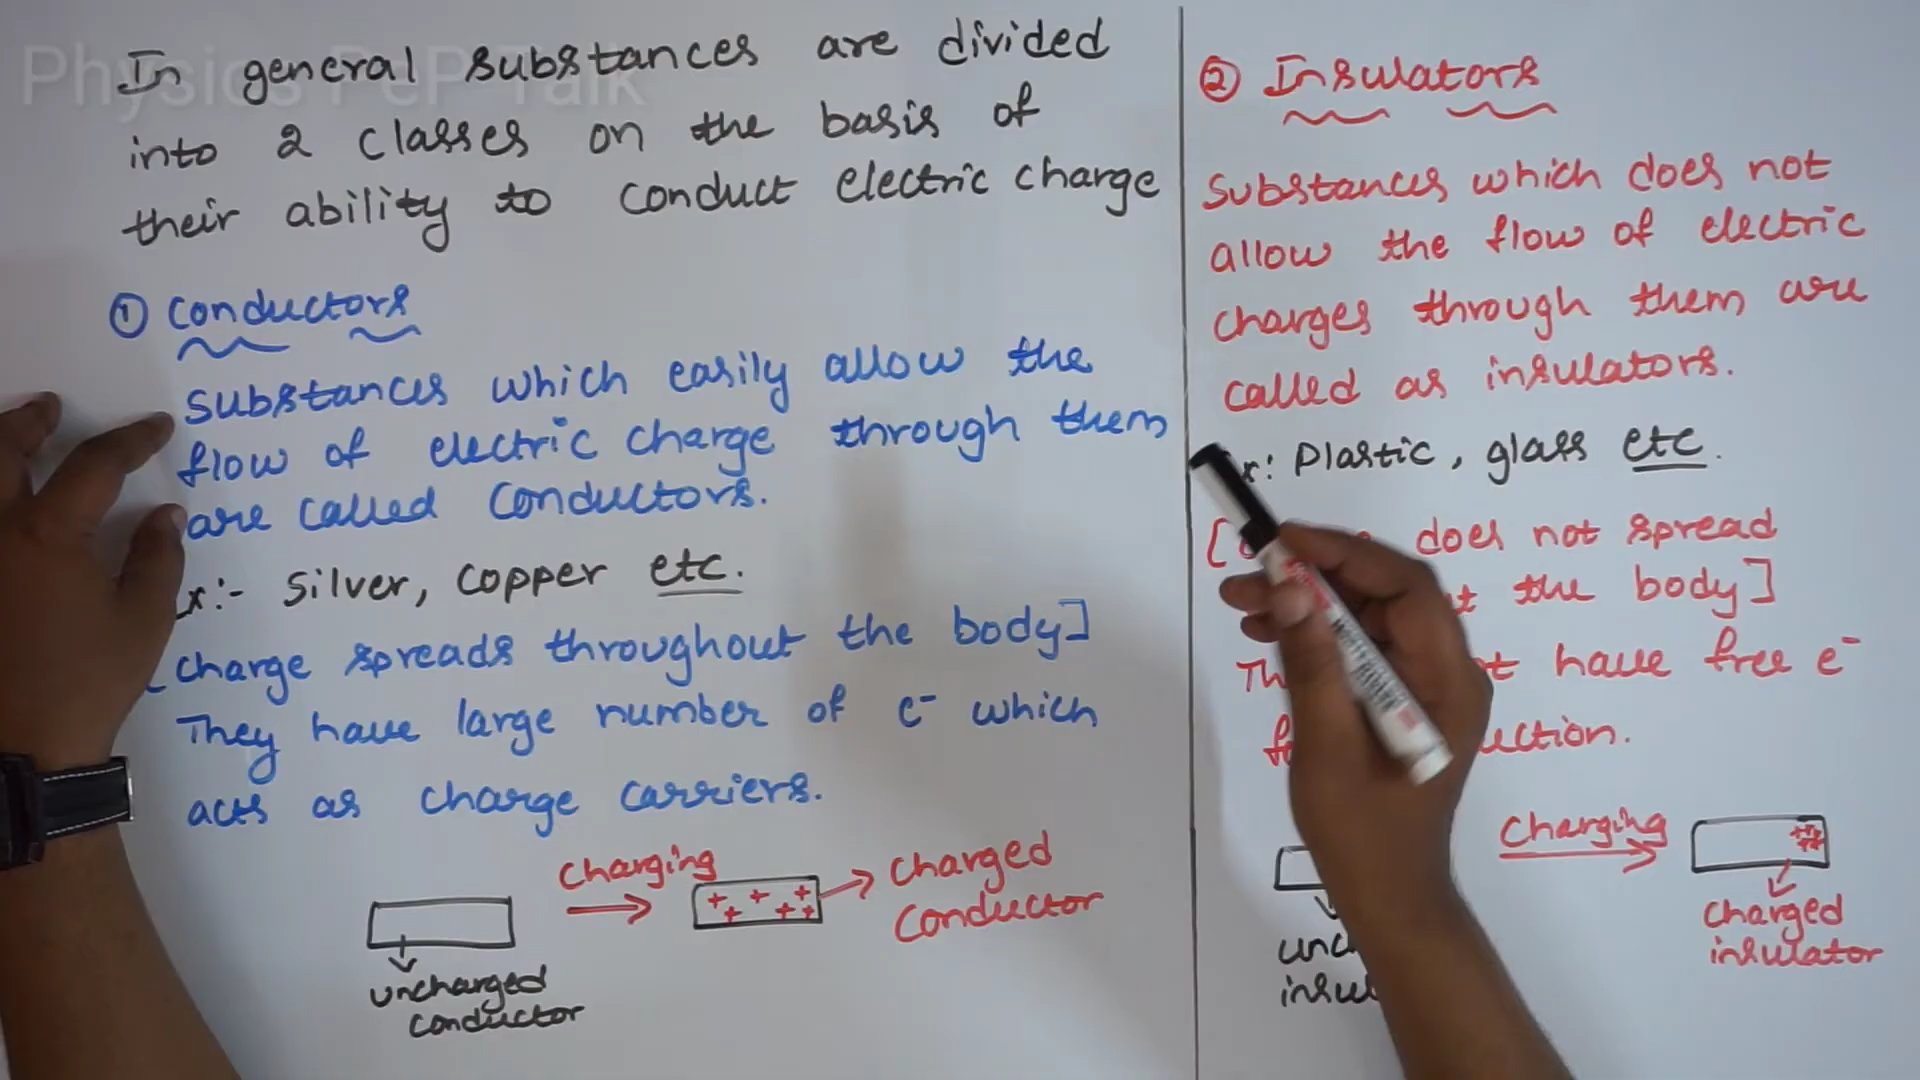 Physics PeP Talk
In general substances are divided
into 2 classes on the basis of
their ability to conduct electric charge
① Conductors
Substances which easily allow the
flow of electric charge through them
are called Conductors.
x:- Silver, Copper etc.
Charge spreads throughout the body]
They have large number of e⁻ which
acts as charge carriers.
Charging
Charged
Conductor
uncharged
conductor
② Insulators
Substances which does not
allow the flow of electric
charges through them are
called as insulators.
x: Plastic, glass etc.
[ does not spread
the body]
have free e⁻
Charging
Charged
insulator